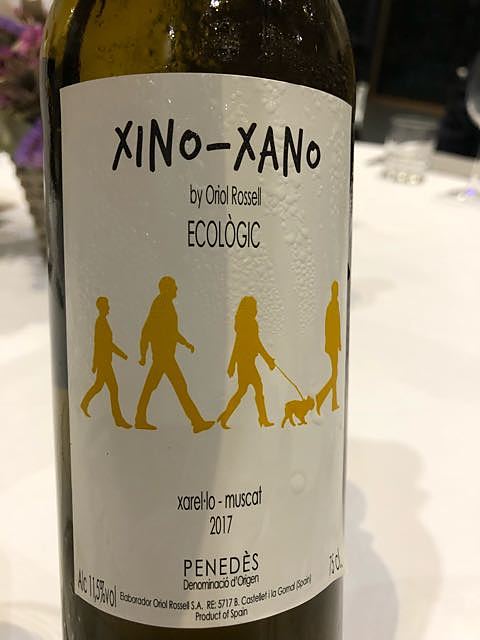 XINO-XANO
by Oriol Rossell
ECOLÒGIC
xarel·lo - muscat
2017
PENEDÈS
Denominació d'Origen
Alc 11,5%vol
75 cL.
Elaborador Oriol Rossell S.A. RE: 5717 B. Castellet i la Gornal (Spain)
Product of Spain